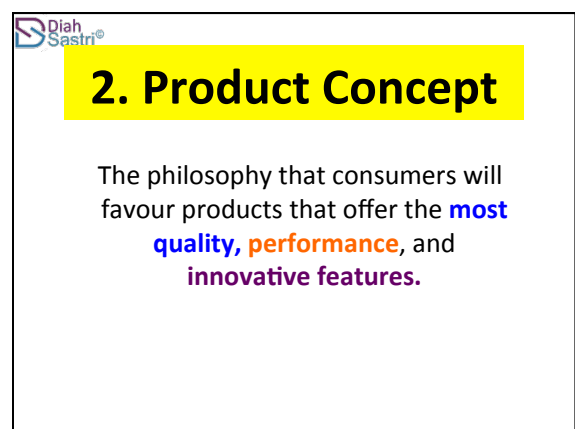 Diah
Sastri©
2. Product Concept
The philosophy that consumers will
favour products that offer the most
quality, performance, and
innovative features.